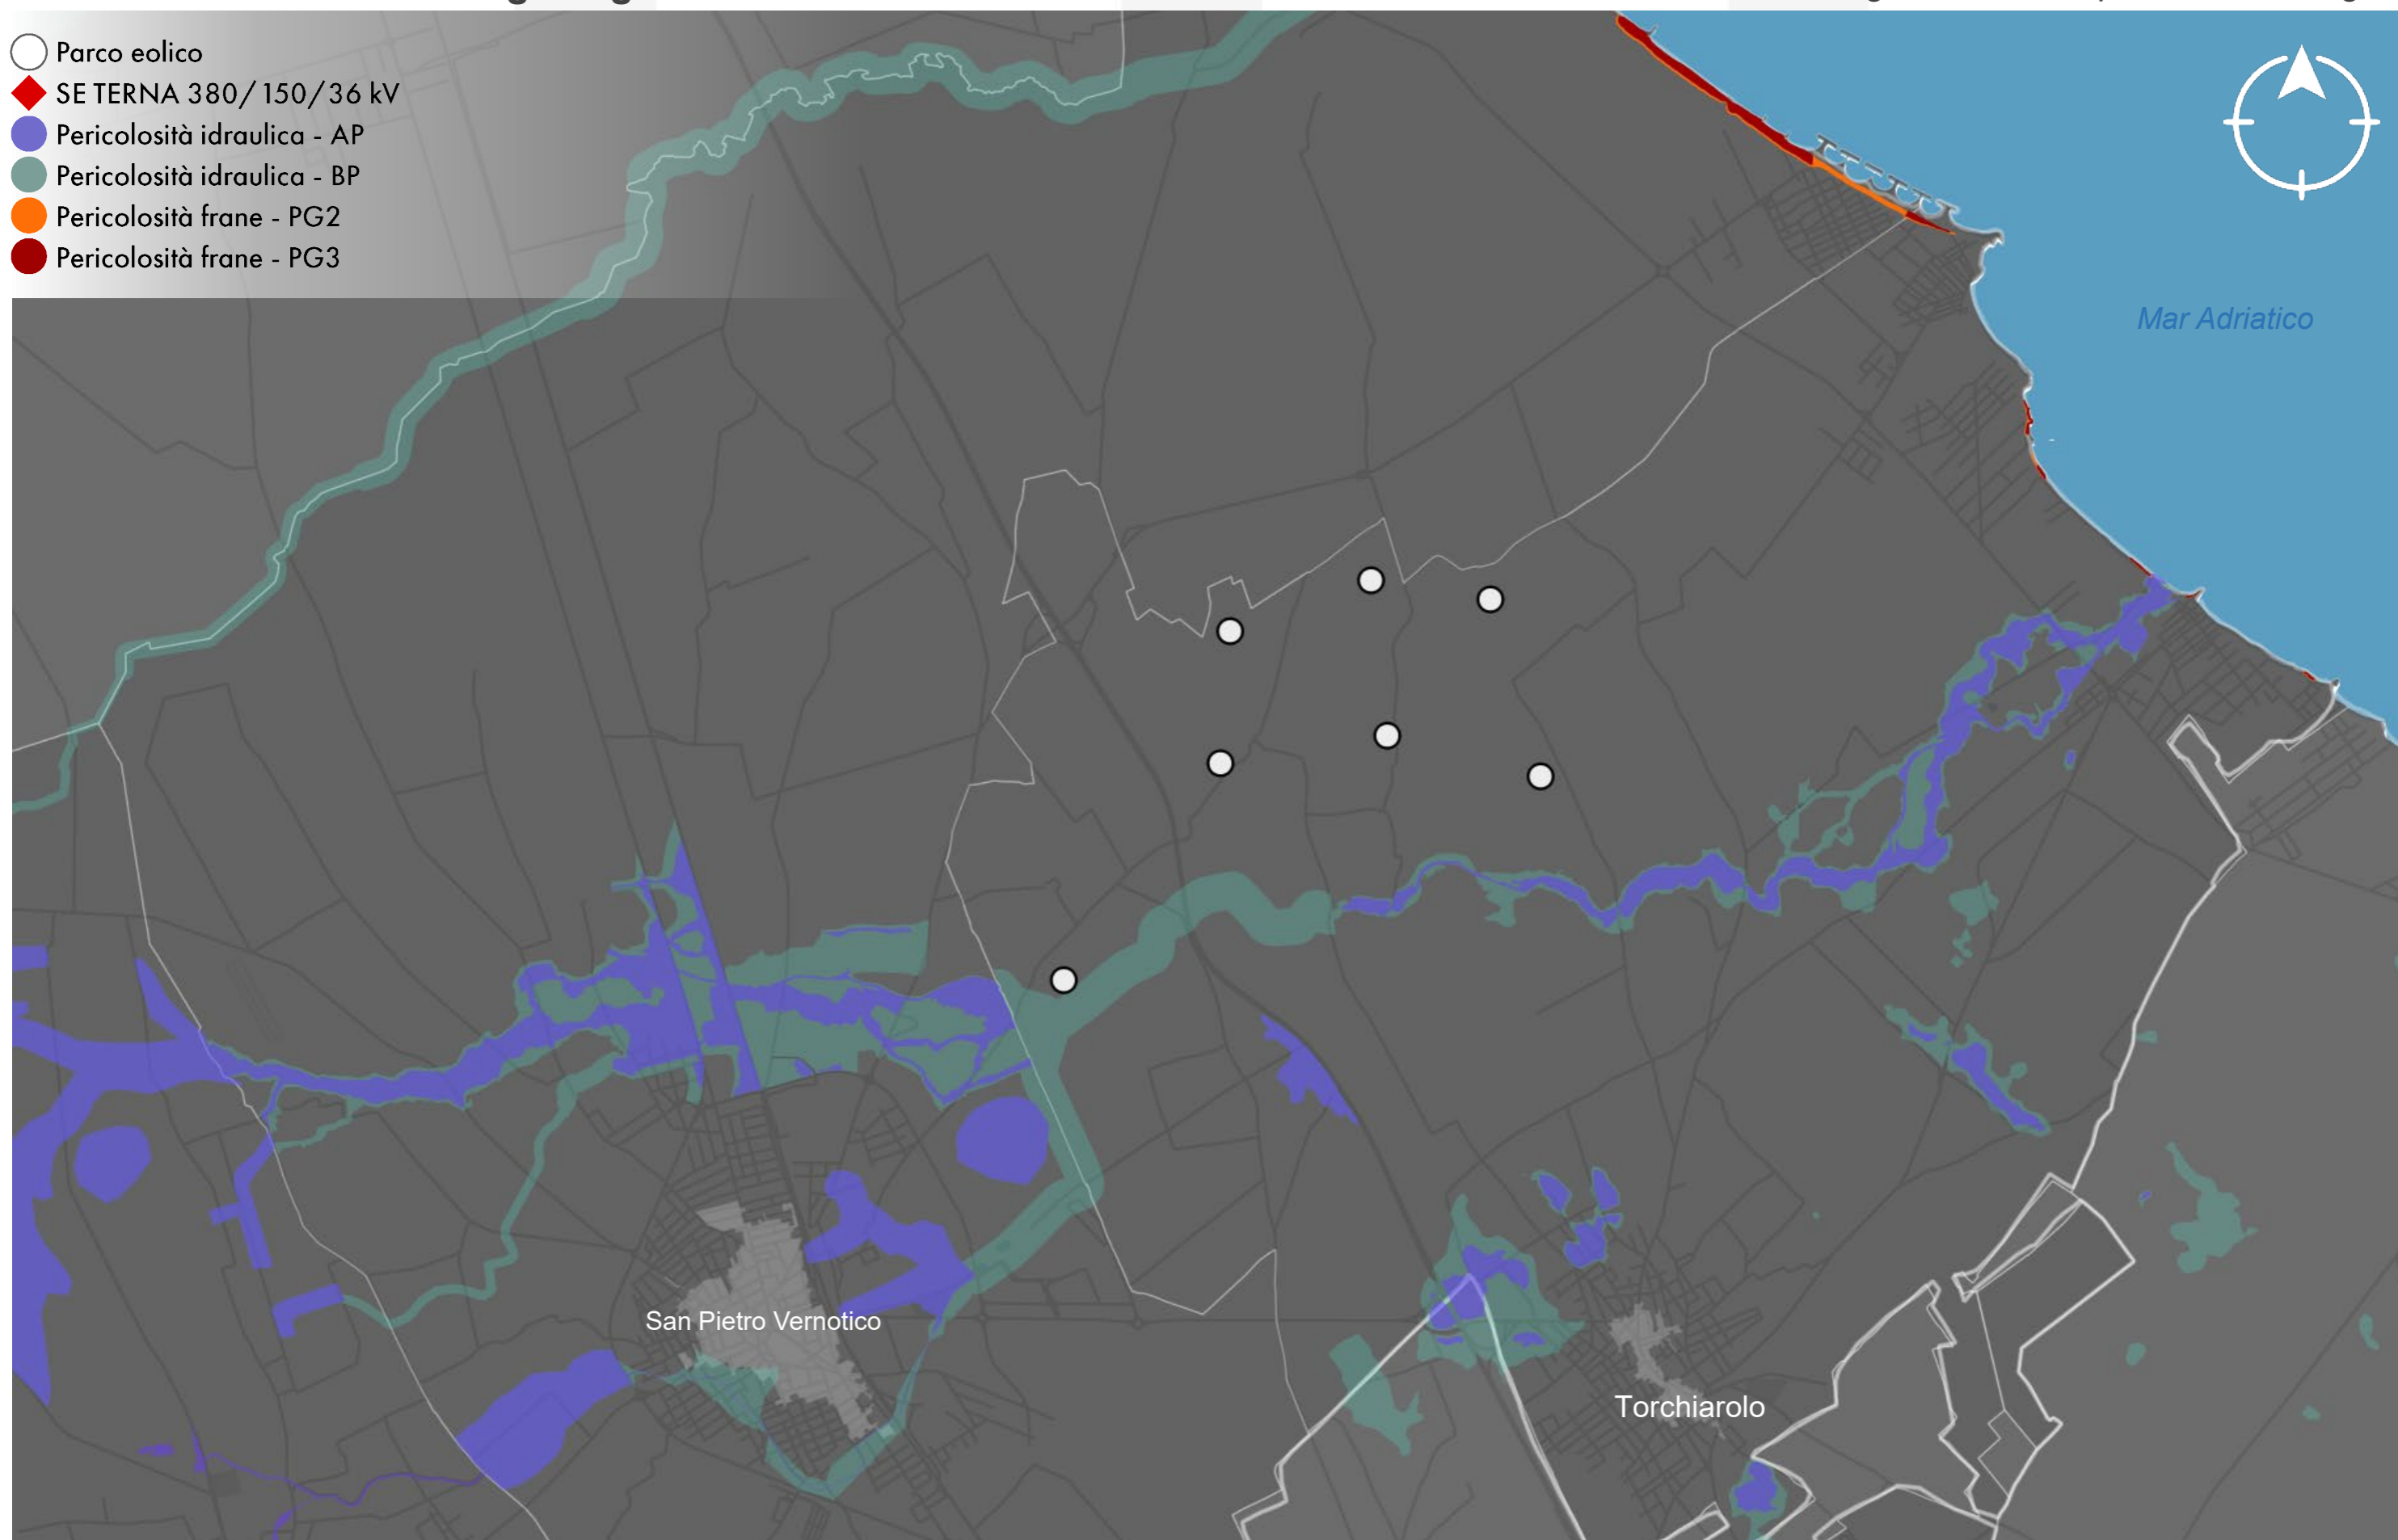 Parco eolico
SE TERNA 380/150/36 kV
Pericolosità idraulica - AP
Pericolosità idraulica - BP
Pericolosità frane - PG2
Pericolosità frane - PG3
Mar Adriatico
San Pietro Vernotico
Torchiarolo